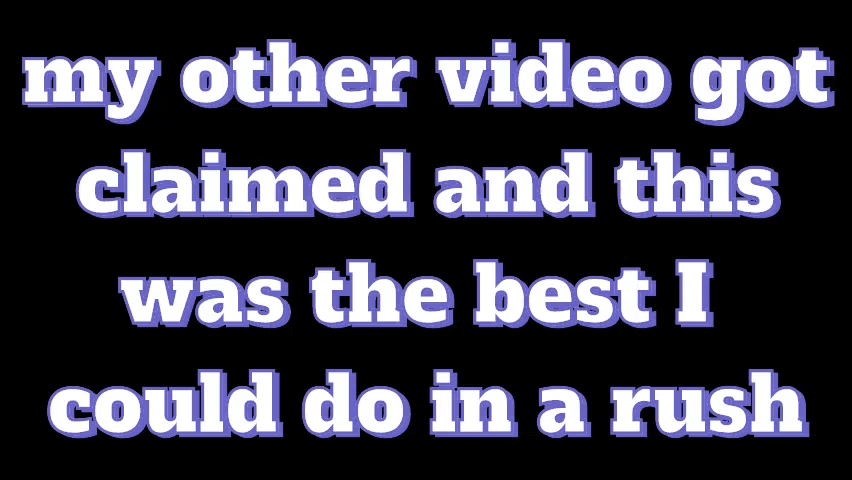 my other video got
claimed and this
was the best I
could do in a rush